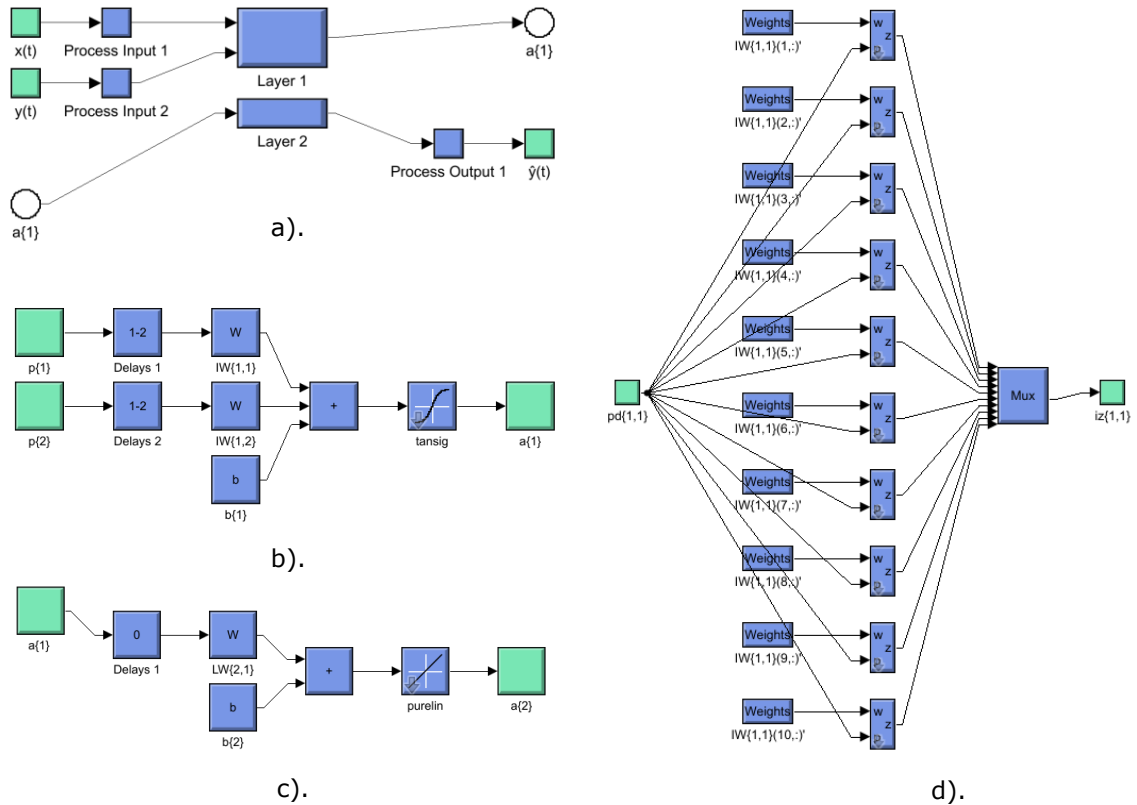 x(t)
Process Input 1
y(t)
Process Input 2
Layer 1
a{1}
Layer 2
Process Output 1
ŷ(t)
a{1}
a).
p{1}
1-2
Delays 1
W
IW{1,1}
p{2}
1-2
Delays 2
W
IW{1,2}
b
b{1}
+
tansig
a{1}
b).
a{1}
0
Delays 1
W
LW{2,1}
b
b{2}
+
purelin
a{2}
c).
pd{1,1}
Weights
IW{1,1}(1,:)'
w
p
z
Weights
IW{1,1}(2,:)'
w
p
z
Weights
IW{1,1}(3,:)'
w
p
z
Weights
IW{1,1}(4,:)'
w
p
z
Weights
IW{1,1}(5,:)'
w
p
z
Weights
IW{1,1}(6,:)'
w
p
z
Weights
IW{1,1}(7,:)'
w
p
z
Weights
IW{1,1}(8,:)'
w
p
z
Weights
IW{1,1}(9,:)'
w
p
z
Weights
IW{1,1}(10,:)'
w
p
z
Mux
iz{1,1}
d).